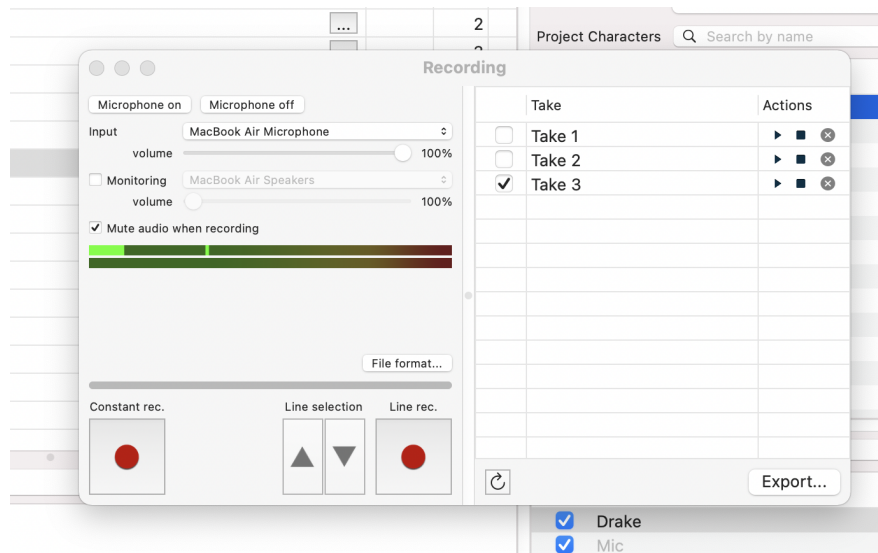 ...
2
Project Characters
Search by name
Recording
Microphone on
Microphone off
Input
MacBook Air Microphone
volume
100%
Monitoring
MacBook Air Speakers
volume
100%
Mute audio when recording
File format...
Constant rec.
Line selection
Line rec.
Take
Actions
Take 1
Take 2
Take 3
Export...
Drake
Mic